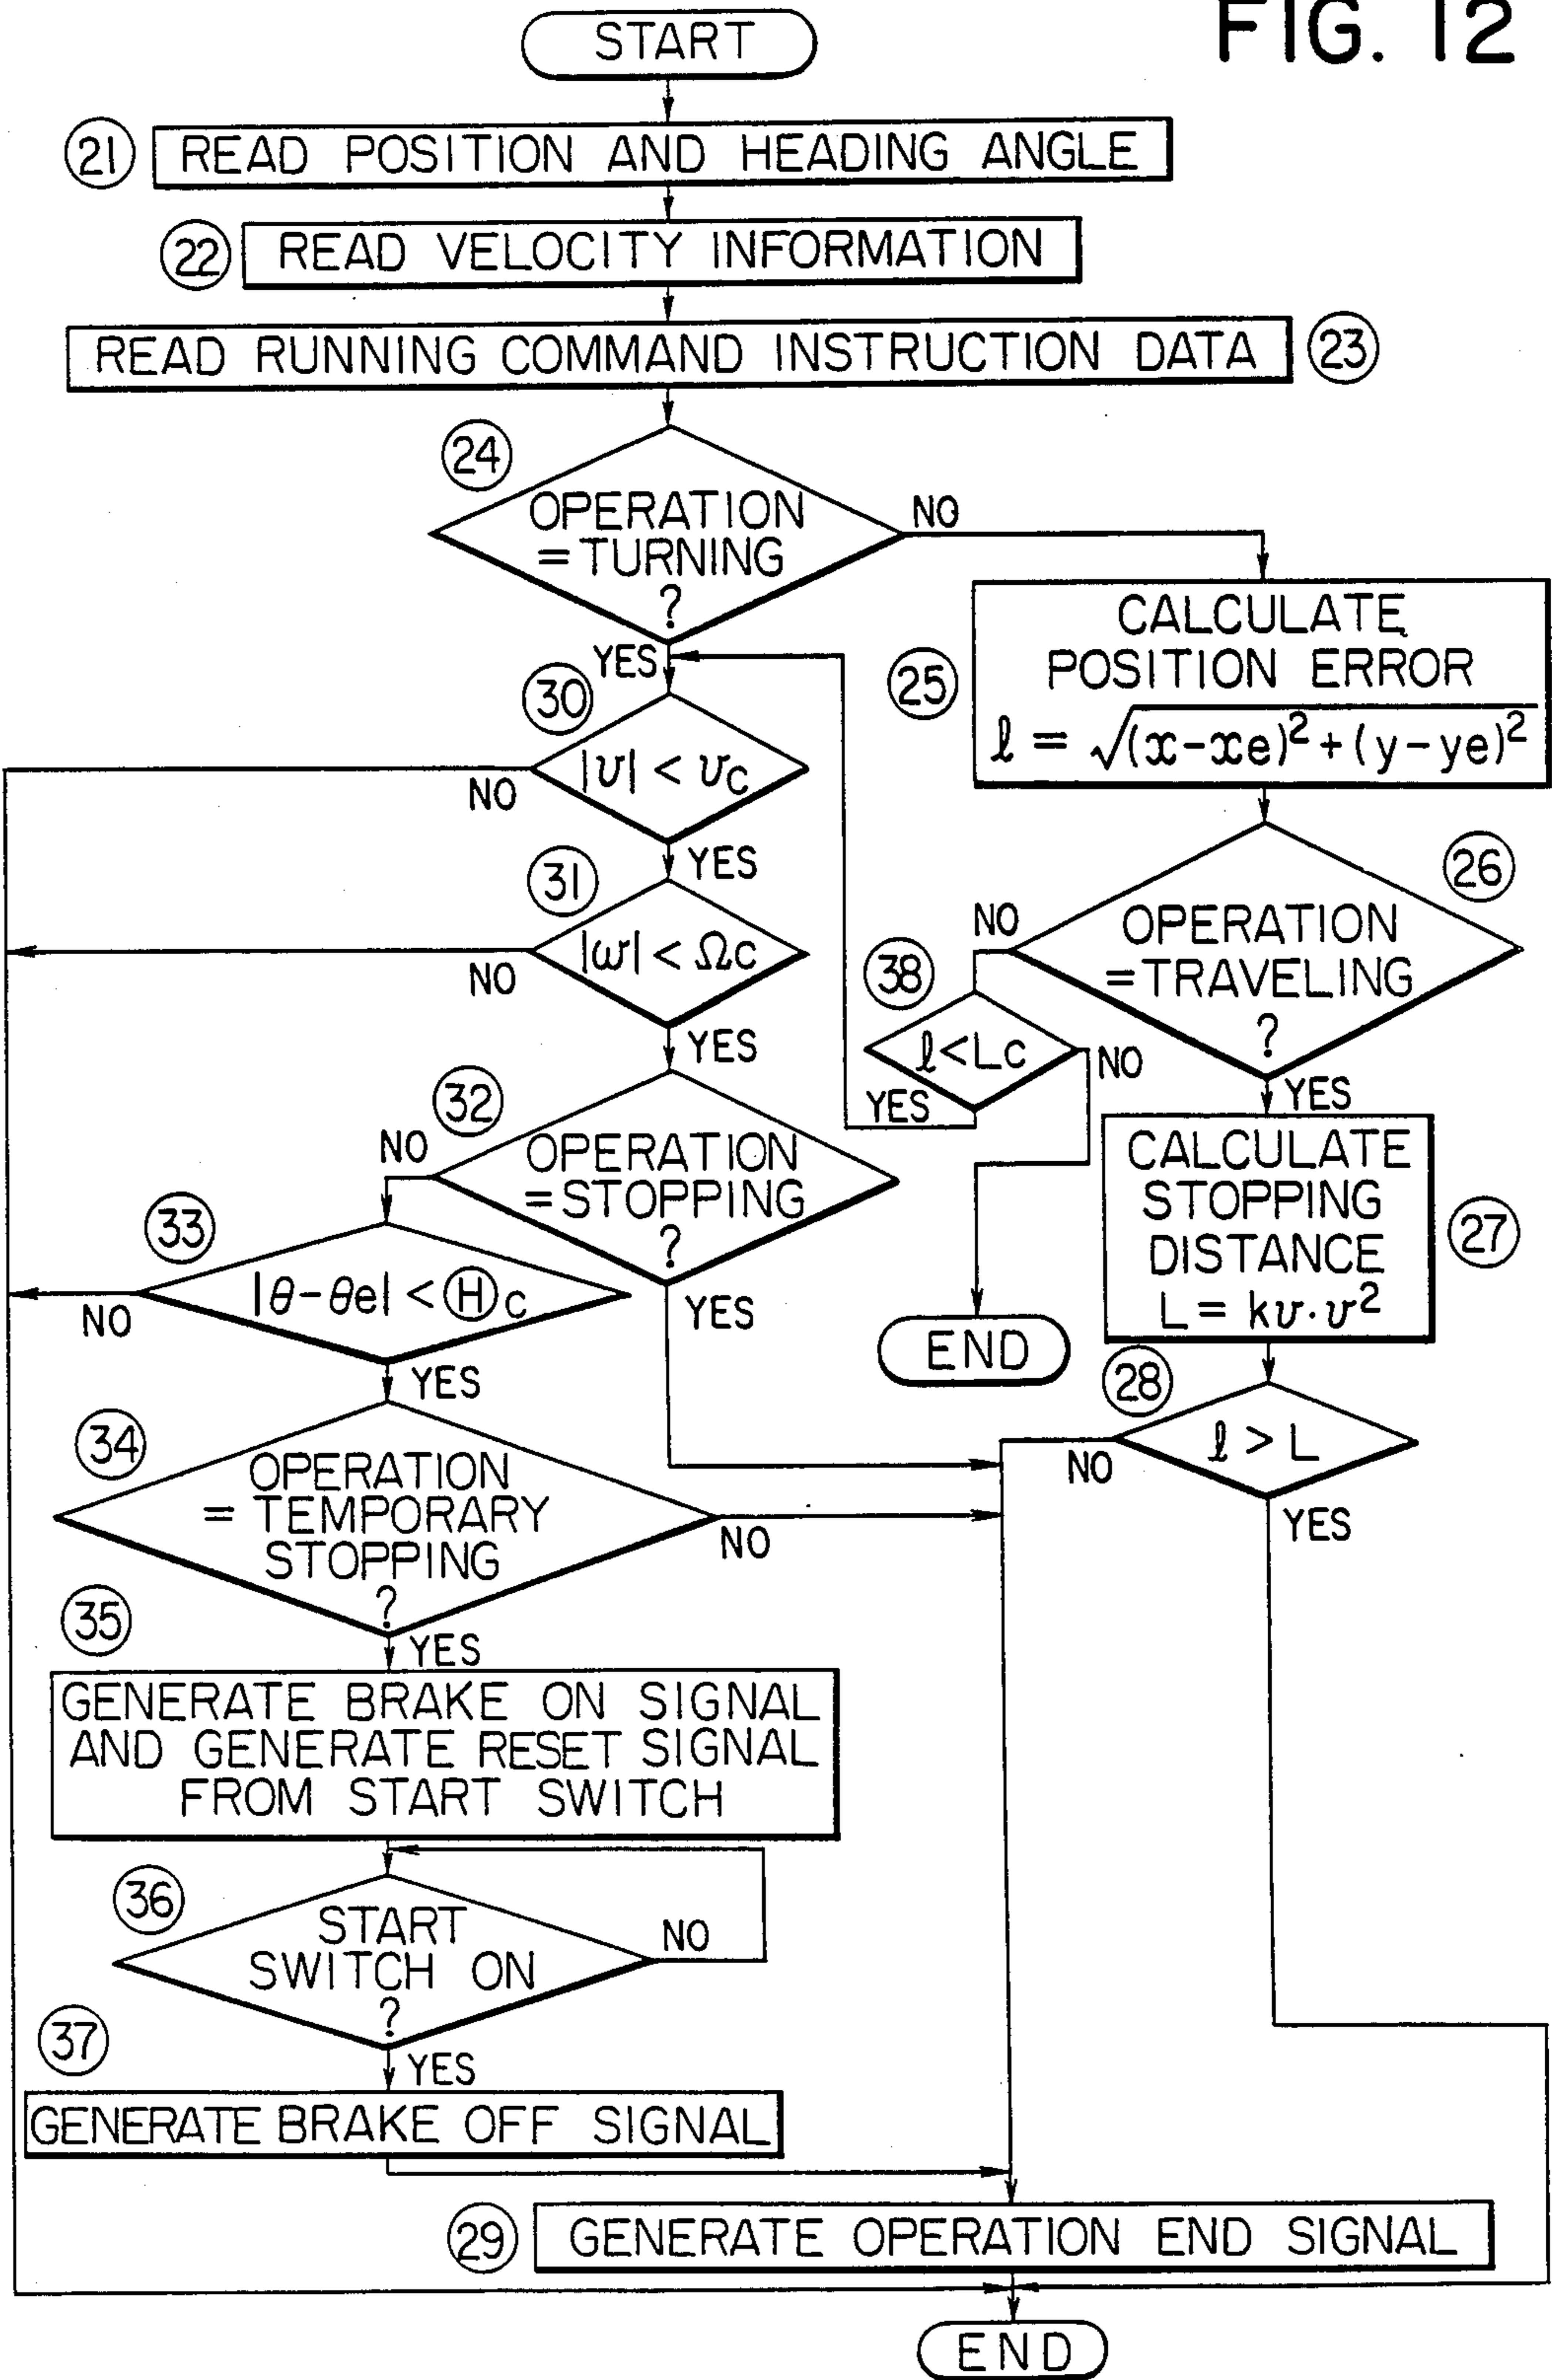 FIG. 12
START
21
READ POSITION AND HEADING ANGLE
22
READ VELOCITY INFORMATION
READ RUNNING COMMAND INSTRUCTION DATA
23
24
OPERATION
= TURNING
?
NO
YES
CALCULATE
POSITION ERROR
ℓ = √(x-xe)² + (y-ye)²
25
30
|v| < vc
NO
YES
31
|ω| < Ωc
NO
YES
26
OPERATION
= TRAVELING
?
NO
YES
38
ℓ < Lc
NO
YES
32
OPERATION
= STOPPING
?
NO
YES
CALCULATE
STOPPING
DISTANCE
L = kv·v²
27
33
|θ-θe| < Ⓗc
NO
YES
END
28
ℓ > L
NO
YES
34
OPERATION
= TEMPORARY
STOPPING
?
NO
YES
35
GENERATE BRAKE ON SIGNAL
AND GENERATE RESET SIGNAL
FROM START SWITCH
36
START
SWITCH ON
?
NO
YES
37
GENERATE BRAKE OFF SIGNAL
29
GENERATE OPERATION END SIGNAL
END